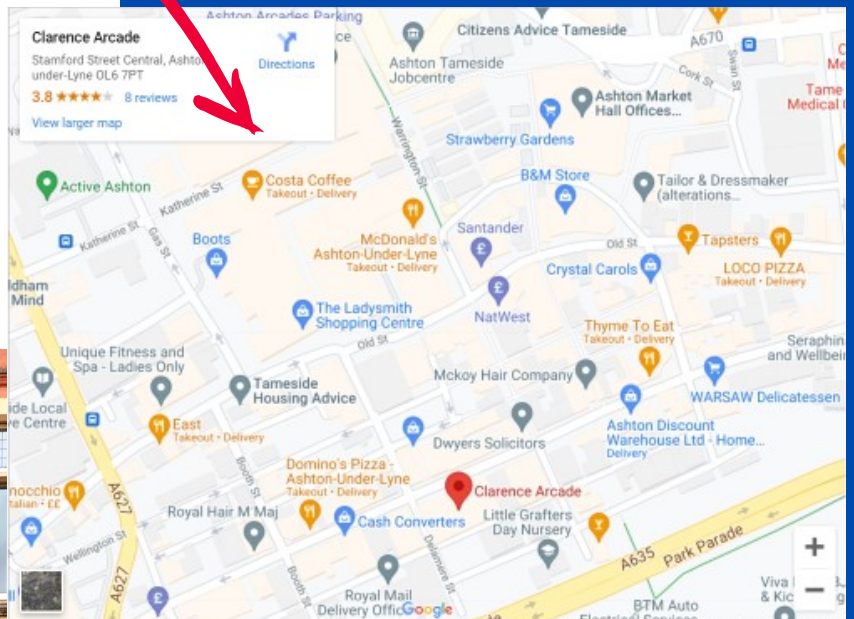 Clarence Arcade
Stamford Street Central,
under-Lyne OL6 7PT
3.8
8 reviews
View larger map
Directions
Ashton Arcades Parking
Citizens Advice Tameside
A670
Swan St
Cork St
Ashton Tameside
Jobcentre
Ashton Market
Hall Offices...
Tame
Medical
Strawberry Gardens
Warrington St
Active Ashton
Costa Coffee
Takeout · Delivery
Katherine St
Katherine St
Gas St
Boots
McDonald's
Ashton-Under-Lyne
Takeout · Delivery
B&M Store
Tailor & Dressmaker
(alterations...
Santander
Old St
Tapsters
LOCO PIZZA
Takeout · Delivery
Crystal Carols
NatWest
Mind
The Ladysmith
Shopping Centre
Old St
Thyme To Eat
Takeout · Delivery
Seraphin
Unique Fitness and
Spa - Ladies Only
Tameside
Housing Advice
Mckoy Hair Company
WARSAW Delicatessen
Local
Centre
East
Takeout · Delivery
Dwyers Solicitors
Ashton Discount
Warehouse Ltd - Home...
Delivery
Booth St
Domino's Pizza -
Ashton-Under-Lyne
Takeout · Delivery
Clarence Arcade
A627
Royal Hair M Maj
Cash Converters
Little Grafters
Day Nursery
Wellington St
Delamere St
A635
Park Parade
A627
Booth St
Royal Mail
Delivery
Google
BTM Auto
Viva
& Kic
+
−